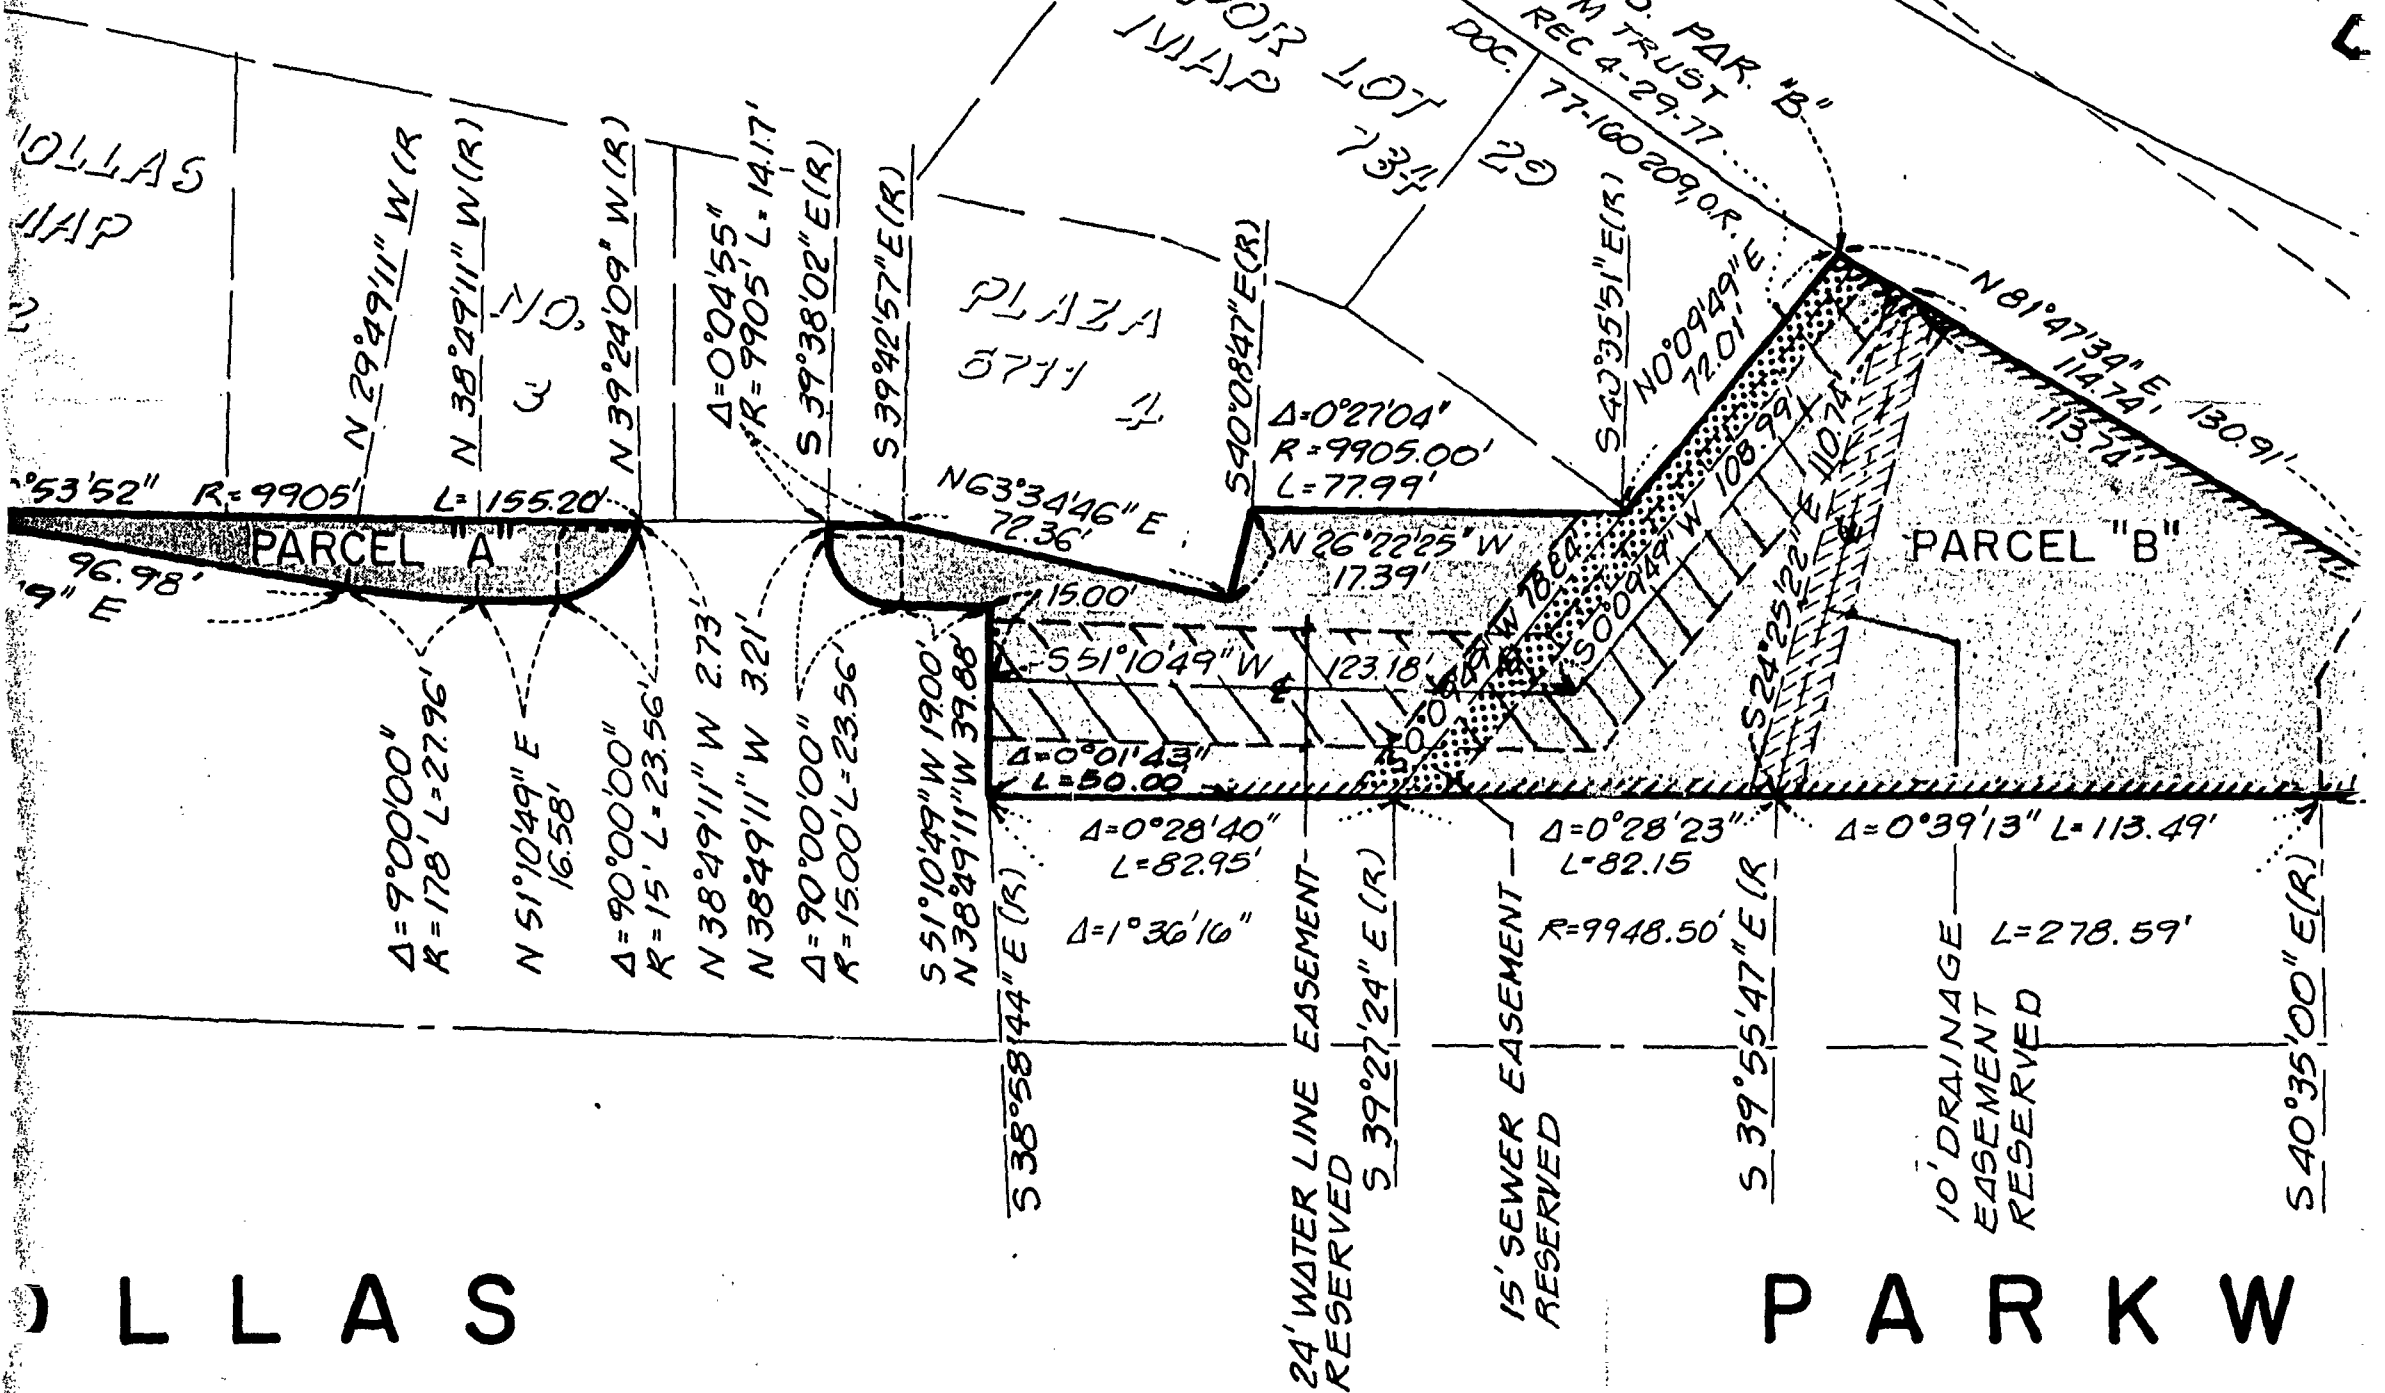 LOT
MAP
734
29
PAR. "B"
TRUST
REC 4-29-77
DOC. 77-160209, O.R.
OLLAS
MAP
NO.
3
PLAZA
5711
4
N 29°49'11" W (R
N 38°49'11" W (R)
N 39°24'09" W (R)
Δ=0°04'55"
R=9905' L=14.17'
S 39°38'02" E (R)
S 39°42'57" E (R)
S 40°08'47" E (R)
S 40°35'51" E (R)
N 0°09'49" E
72.01'
N 81°47'34" E
114.74'
130.91'
113.74'
°53'52" R=9905' L=155.20'
PARCEL "A"
96.98'
9" E
N 63°34'46" E
72.36'
Δ=0°27'04"
R=9905.00'
L=77.99'
N 26°22'25" W
17.39'
PARCEL "B"
15.00'
S 51°10'49" W 123.18'
78.84'
S 0°09'49" W 108.99'
S 24°25'22" E 110.74'
Δ=0°01'43"
L=50.00'
Δ=9°00'00"
R=178' L=27.96'
N 51°10'49" E
16.58'
Δ=90°00'00"
R=15' L=23.56'
N 38°49'11" W 2.73'
N 38°49'11" W 3.21'
Δ=90°00'00"
R=15.00' L=23.56'
S 51°10'49" W 19.00'
N 38°49'11" W 39.88'
Δ=0°28'40"
L=82.95'
Δ=0°28'23"
L=82.15
Δ=0°39'13" L=113.49'
Δ=1°36'16"
R=9948.50'
L=278.59'
S 38°58'44" E (R)
24' WATER LINE EASEMENT
RESERVED
S 39°27'24" E (R)
15' SEWER EASEMENT
RESERVED
S 39°55'47" E (R
10' DRAINAGE
EASEMENT
RESERVED
S 40°35'00" E (R)
OLLAS PARKW